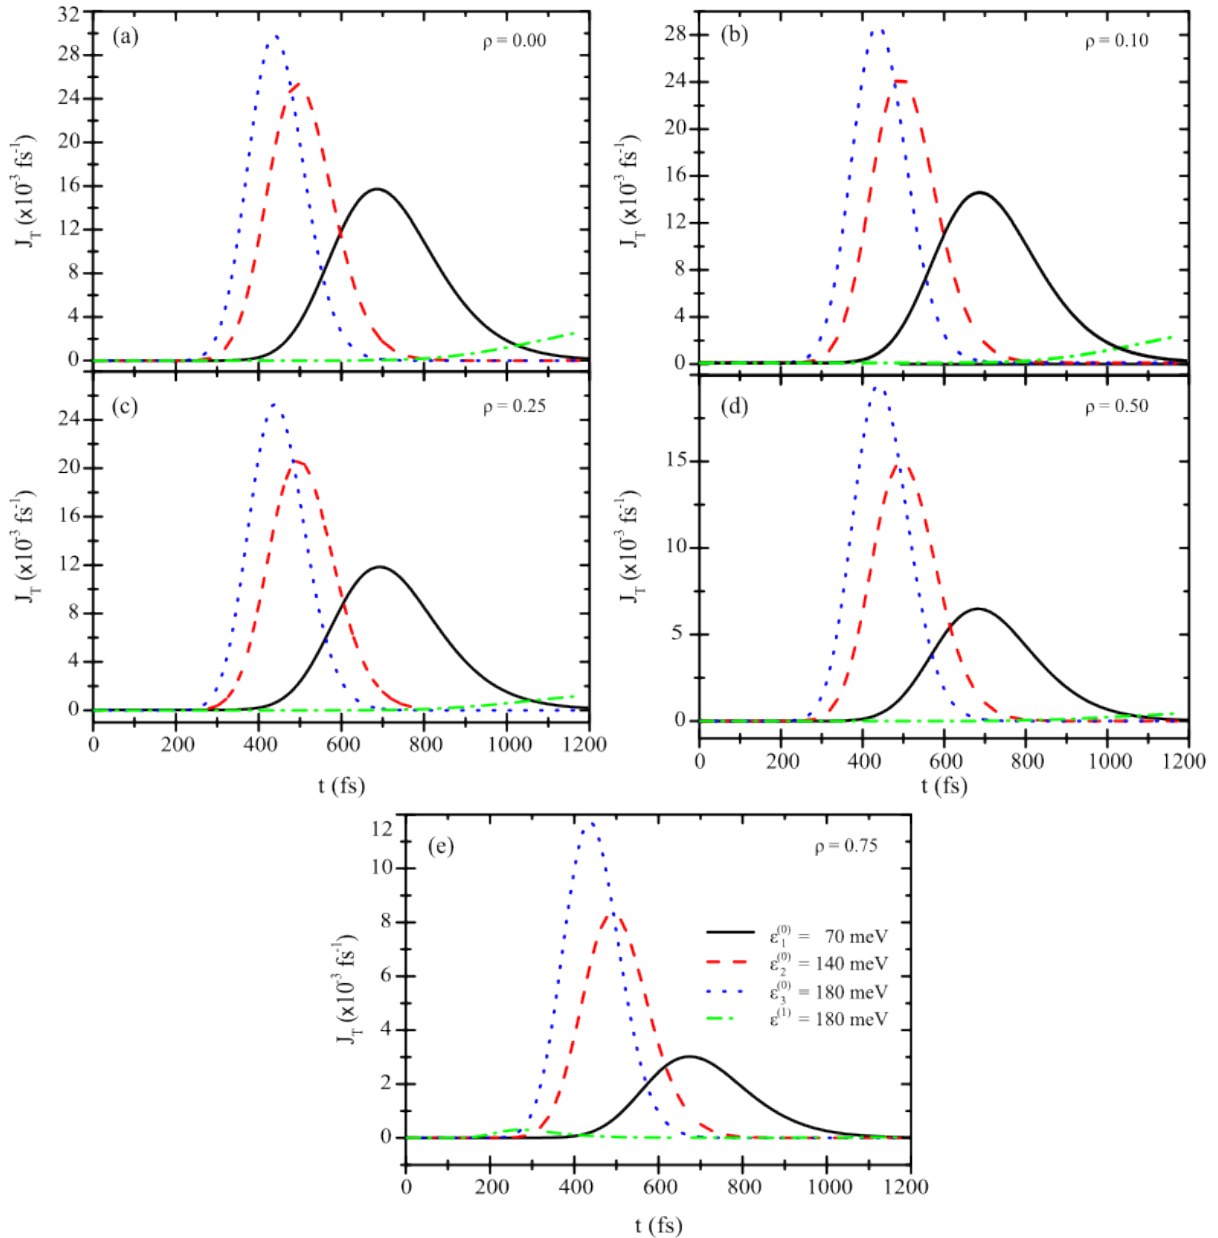 (a)
ρ = 0.00
32
28
24
20
16
12
8
4
0
J_T (x10⁻³ fs⁻¹)
(b)
ρ = 0.10
28
24
20
16
12
8
4
0
J_T (x10⁻³ fs⁻¹)
(c)
ρ = 0.25
24
20
16
12
8
4
0
J_T (x10⁻³ fs⁻¹)
0 200 400 600 800 1000 1200
t (fs)
(d)
ρ = 0.50
15
10
5
0
J_T (x10⁻³ fs⁻¹)
0 200 400 600 800 1000 1200
t (fs)
(e)
ρ = 0.75
12
10
8
6
4
2
0
J_T (x10⁻³ fs⁻¹)
ε₁⁽⁰⁾ = 70 meV
ε₂⁽⁰⁾ = 140 meV
ε₃⁽⁰⁾ = 180 meV
ε⁽¹⁾ = 180 meV
0 200 400 600 800 1000 1200
t (fs)